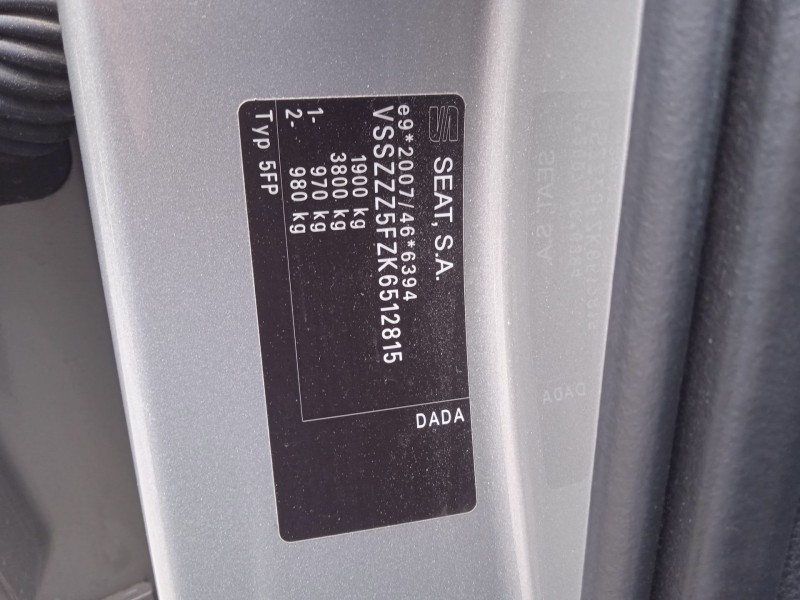 SEAT, S.A.
e9*2007/46*6394
VSSZZZ5FZK6512815
1900 kg
3800 kg
1- 970 kg
2- 980 kg
Typ 5FP
DADA